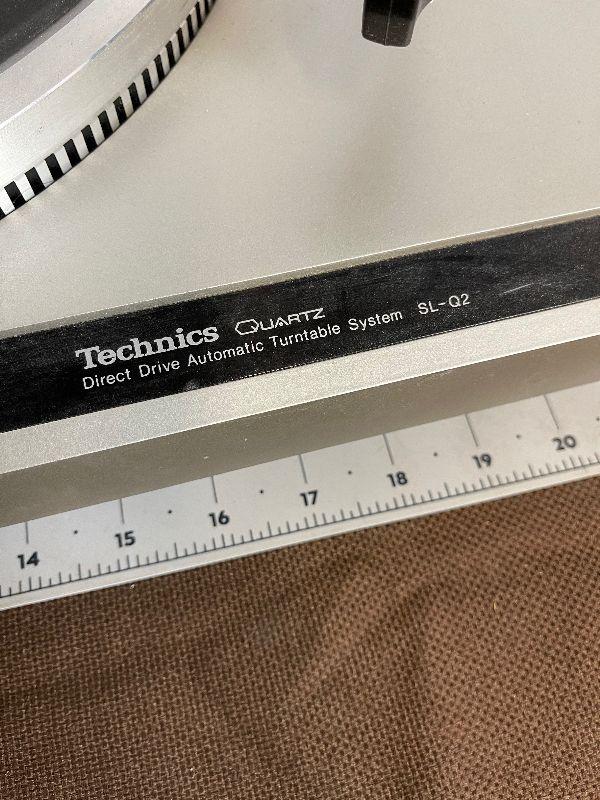 Technics QUARTZ
Direct Drive Automatic Turntable System SL-Q2
14 15 16 17 18 19 20